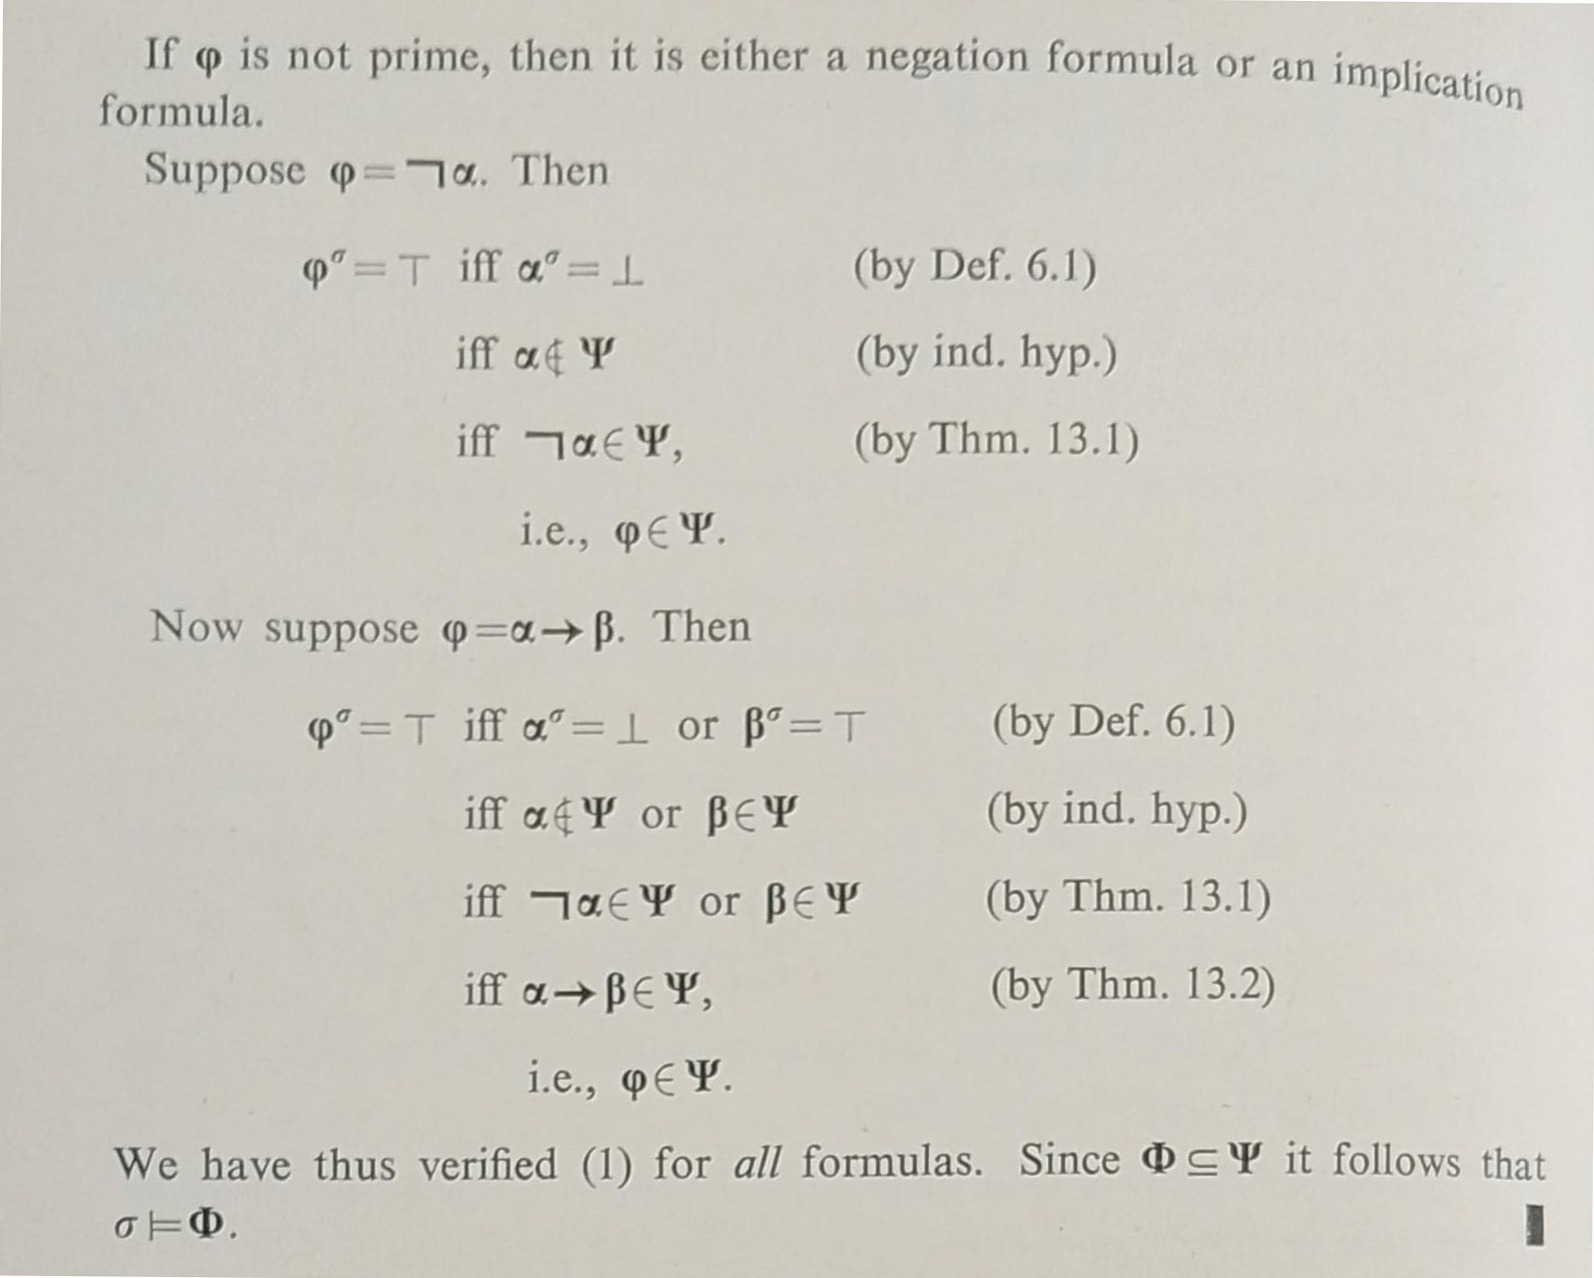 If φ is not prime, then it is either a negation formula or an implication
formula.
Suppose φ=¬α. Then
φ^σ=⊤ iff α^σ=⊥ (by Def. 6.1)
iff α∉Ψ (by ind. hyp.)
iff ¬α∈Ψ, (by Thm. 13.1)
i.e., φ∈Ψ.
Now suppose φ=α→β. Then
φ^σ=⊤ iff α^σ=⊥ or β^σ=⊤ (by Def. 6.1)
iff α∉Ψ or β∈Ψ (by ind. hyp.)
iff ¬α∈Ψ or β∈Ψ (by Thm. 13.1)
iff α→β∈Ψ, (by Thm. 13.2)
i.e., φ∈Ψ.
We have thus verified (1) for all formulas. Since Φ⊆Ψ it follows that
σ⊨Φ. ▮